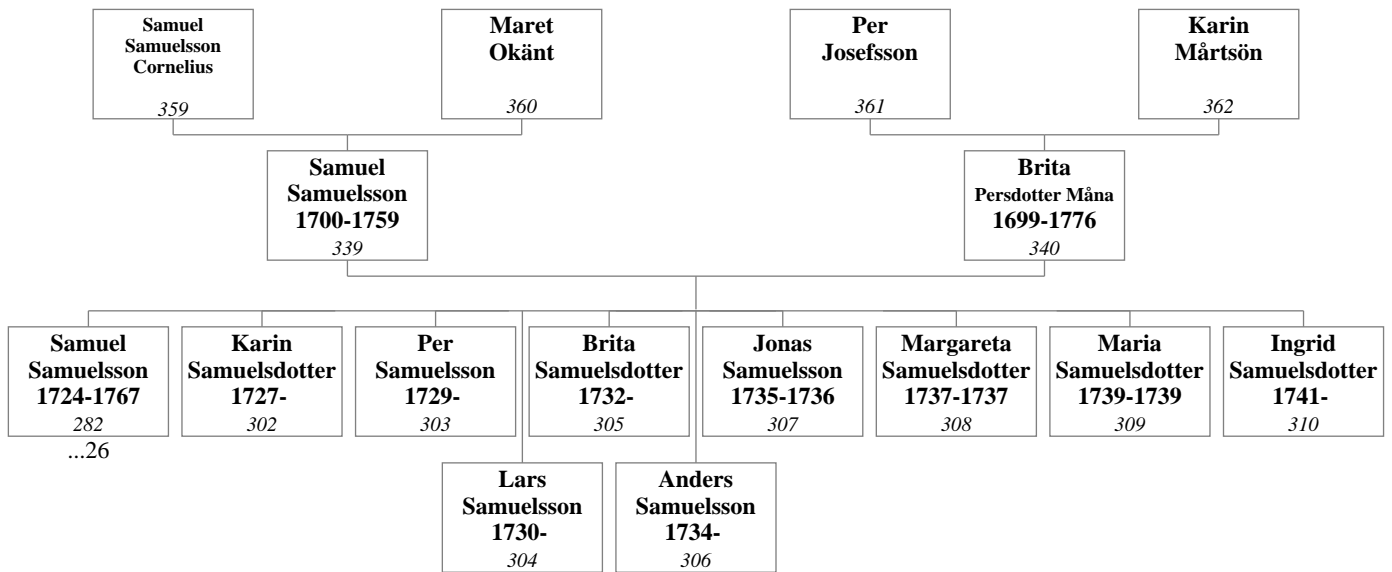 Samuel
Samuelsson
Cornelius
359
Maret
Okänt
360
Per
Josefsson
361
Karin
Mårtsön
362
Samuel
Samuelsson
1700-1759
339
Brita
Persdotter Måna
1699-1776
340
Samuel
Samuelsson
1724-1767
282
...26
Karin
Samuelsdotter
1727-
302
Per
Samuelsson
1729-
303
Brita
Samuelsdotter
1732-
305
Jonas
Samuelsson
1735-1736
307
Margareta
Samuelsdotter
1737-1737
308
Maria
Samuelsdotter
1739-1739
309
Ingrid
Samuelsdotter
1741-
310
Lars
Samuelsson
1730-
304
Anders
Samuelsson
1734-
306